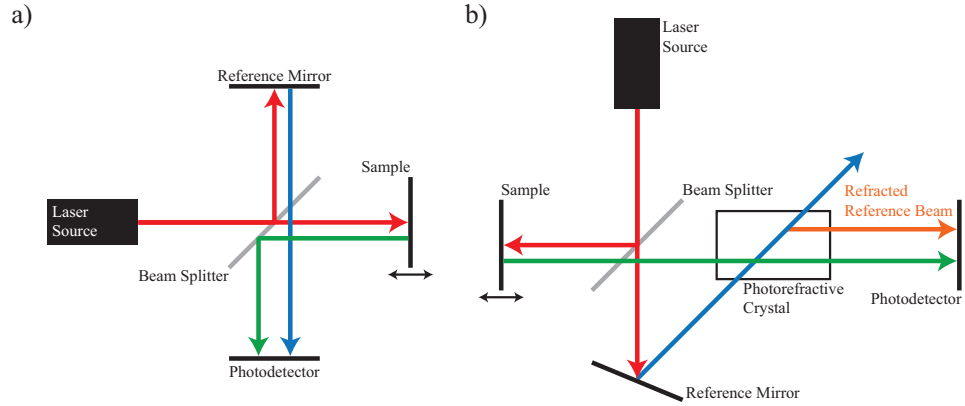 a)
Reference Mirror
Sample
Laser
Source
Beam Splitter
Photodetector
b)
Laser
Source
Sample
Beam Splitter
Refracted
Reference Beam
Photorefractive
Crystal
Photodetector
Reference Mirror